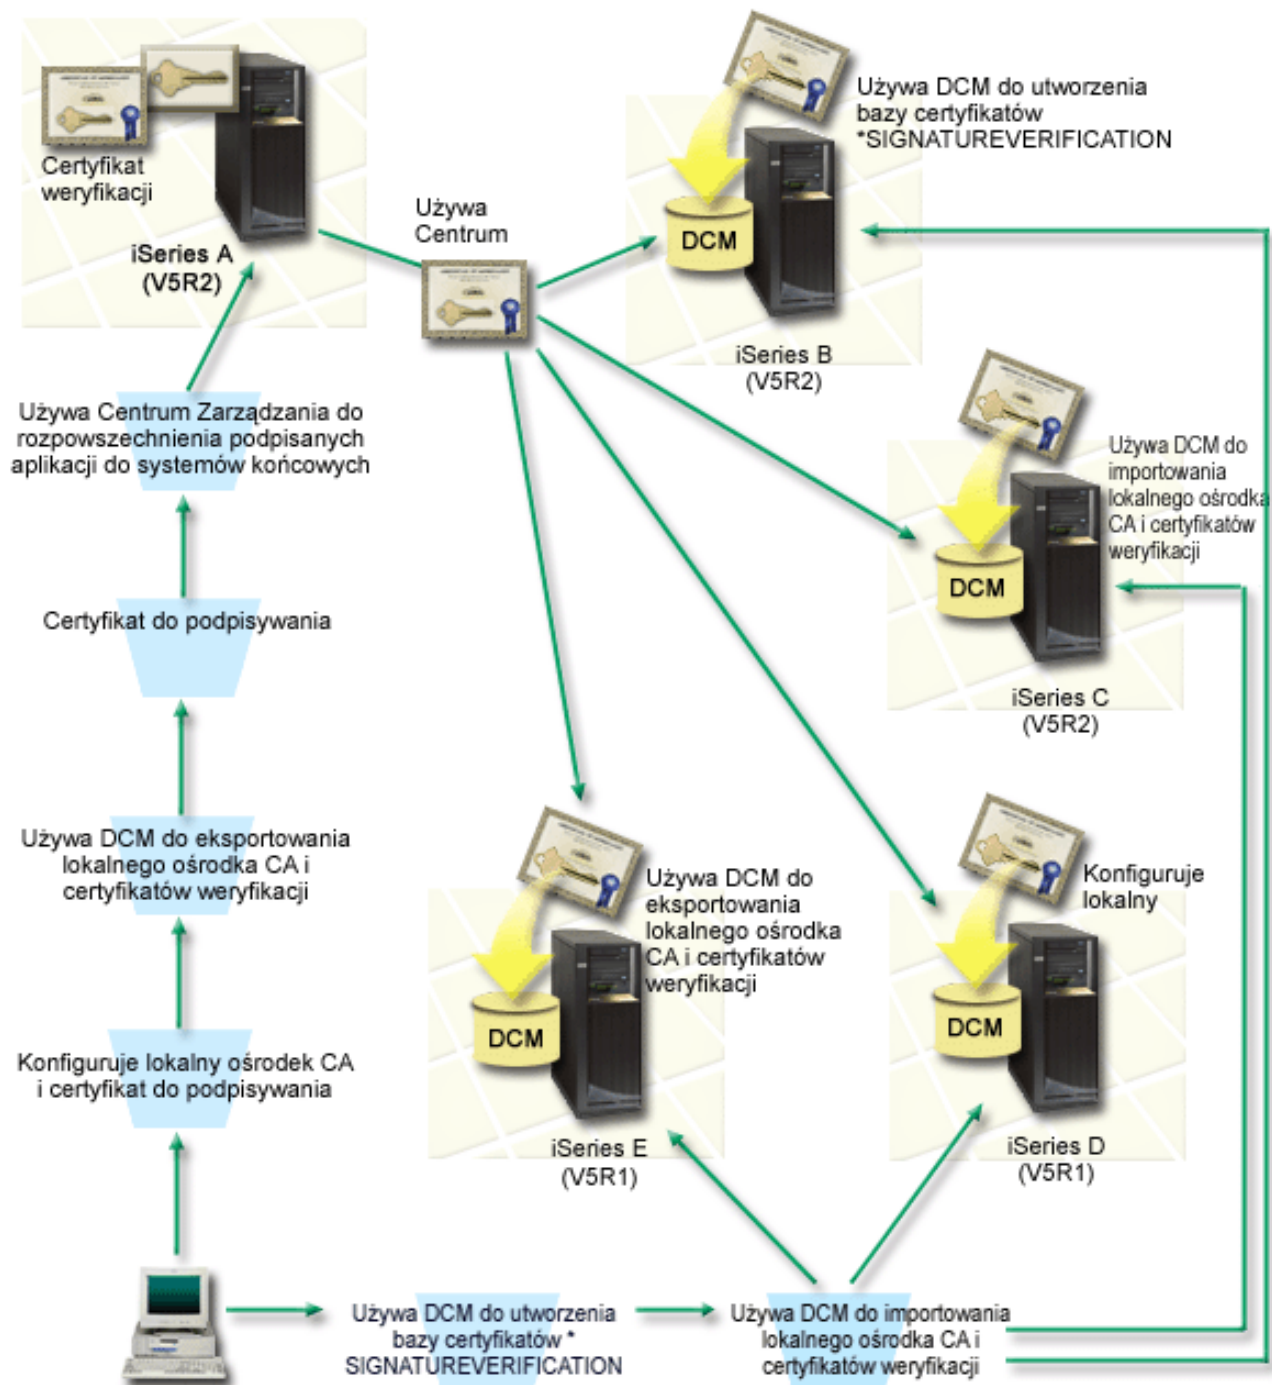 Certyfikat
weryfikacji
iSeries A
(V5R2)
Używa
Centrum
Używa DCM do utworzenia
bazy certyfikatów
*SIGNATUREVERIFICATION
DCM
iSeries B
(V5R2)
Używa Centrum Zarządzania do
rozpowszechnienia podpisanych
aplikacji do systemów końcowych
Używa DCM do
importowania
lokalnego ośrodka
CA i certyfikatów
weryfikacji
DCM
iSeries C
(V5R2)
Certyfikat do podpisywania
Używa DCM do eksportowania
lokalnego ośrodka CA i
certyfikatów weryfikacji
Używa DCM do
eksportowania
lokalnego ośrodka
CA i certyfikatów
weryfikacji
DCM
iSeries E
(V5R1)
Konfiguruje
lokalny
DCM
iSeries D
(V5R1)
Konfiguruje lokalny ośrodek CA
i certyfikat do podpisywania
Używa DCM do utworzenia
bazy certyfikatów *
SIGNATUREVERIFICATION
Używa DCM do importowania
lokalnego ośrodka CA i
certyfikatów weryfikacji